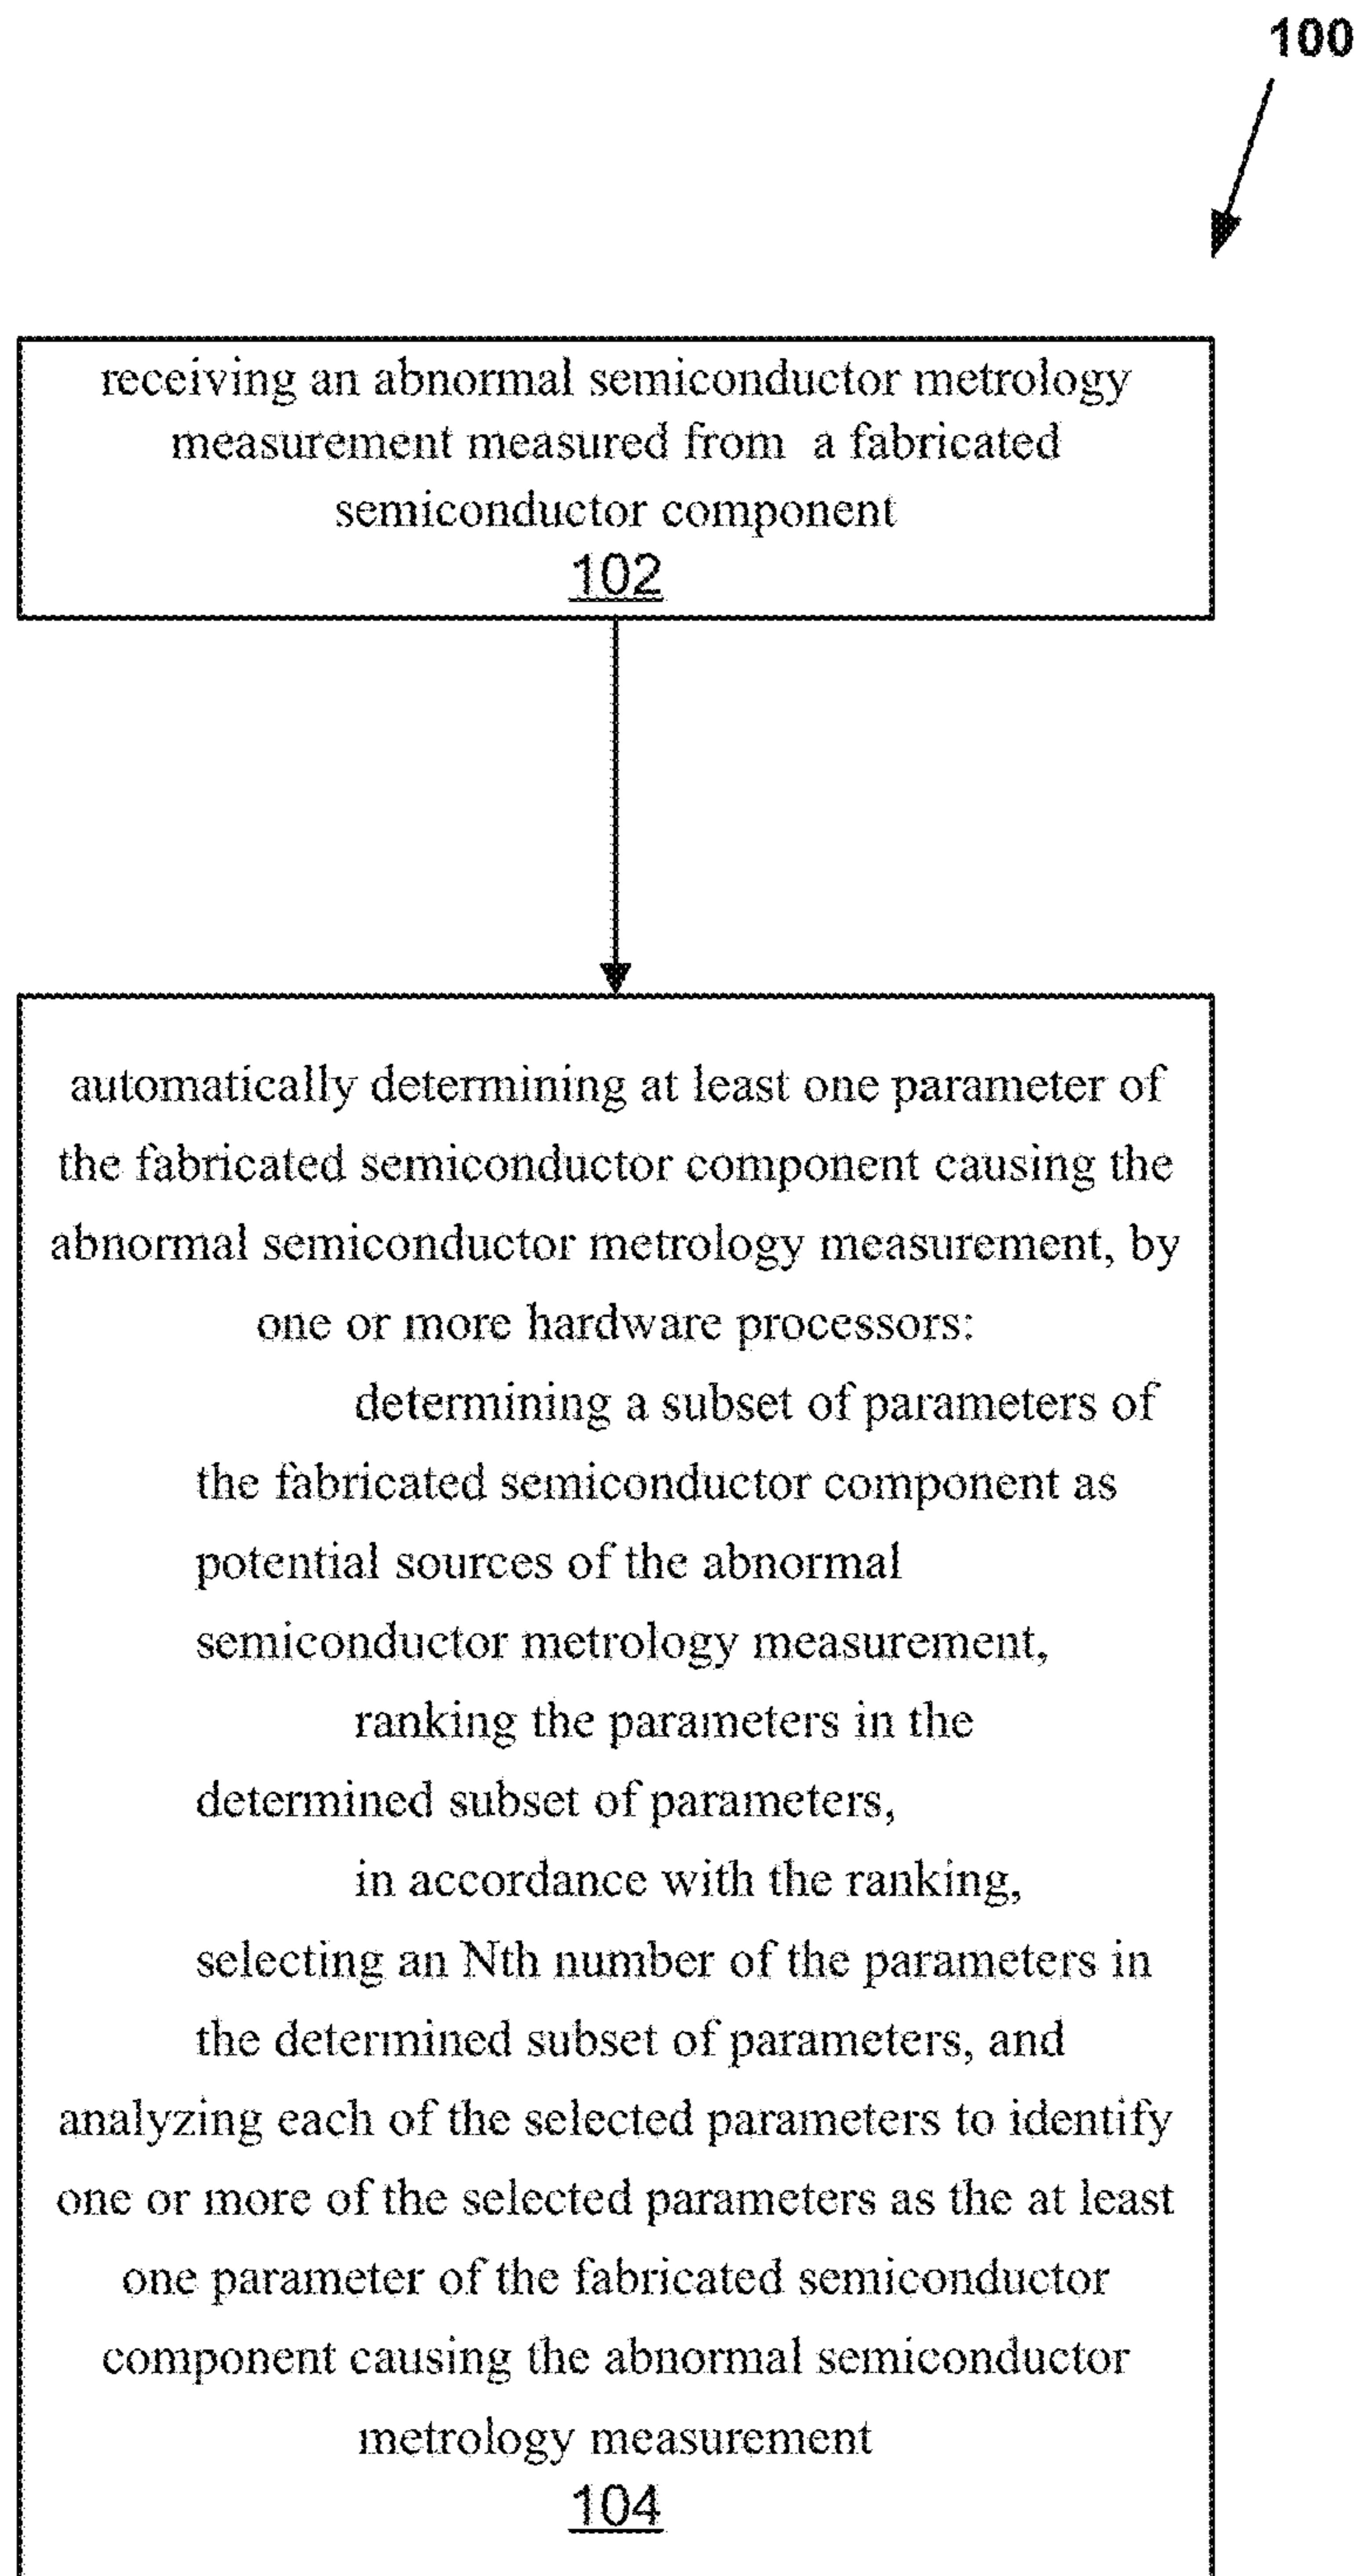 100
receiving an abnormal semiconductor metrology
measurement measured from a fabricated
semiconductor component
102
automatically determining at least one parameter of
the fabricated semiconductor component causing the
abnormal semiconductor metrology measurement, by
one or more hardware processors:
determining a subset of parameters of
the fabricated semiconductor component as
potential sources of the abnormal
semiconductor metrology measurement,
ranking the parameters in the
determined subset of parameters,
in accordance with the ranking,
selecting an Nth number of the parameters in
the determined subset of parameters, and
analyzing each of the selected parameters to identify
one or more of the selected parameters as the at least
one parameter of the fabricated semiconductor
component causing the abnormal semiconductor
metrology measurement
104